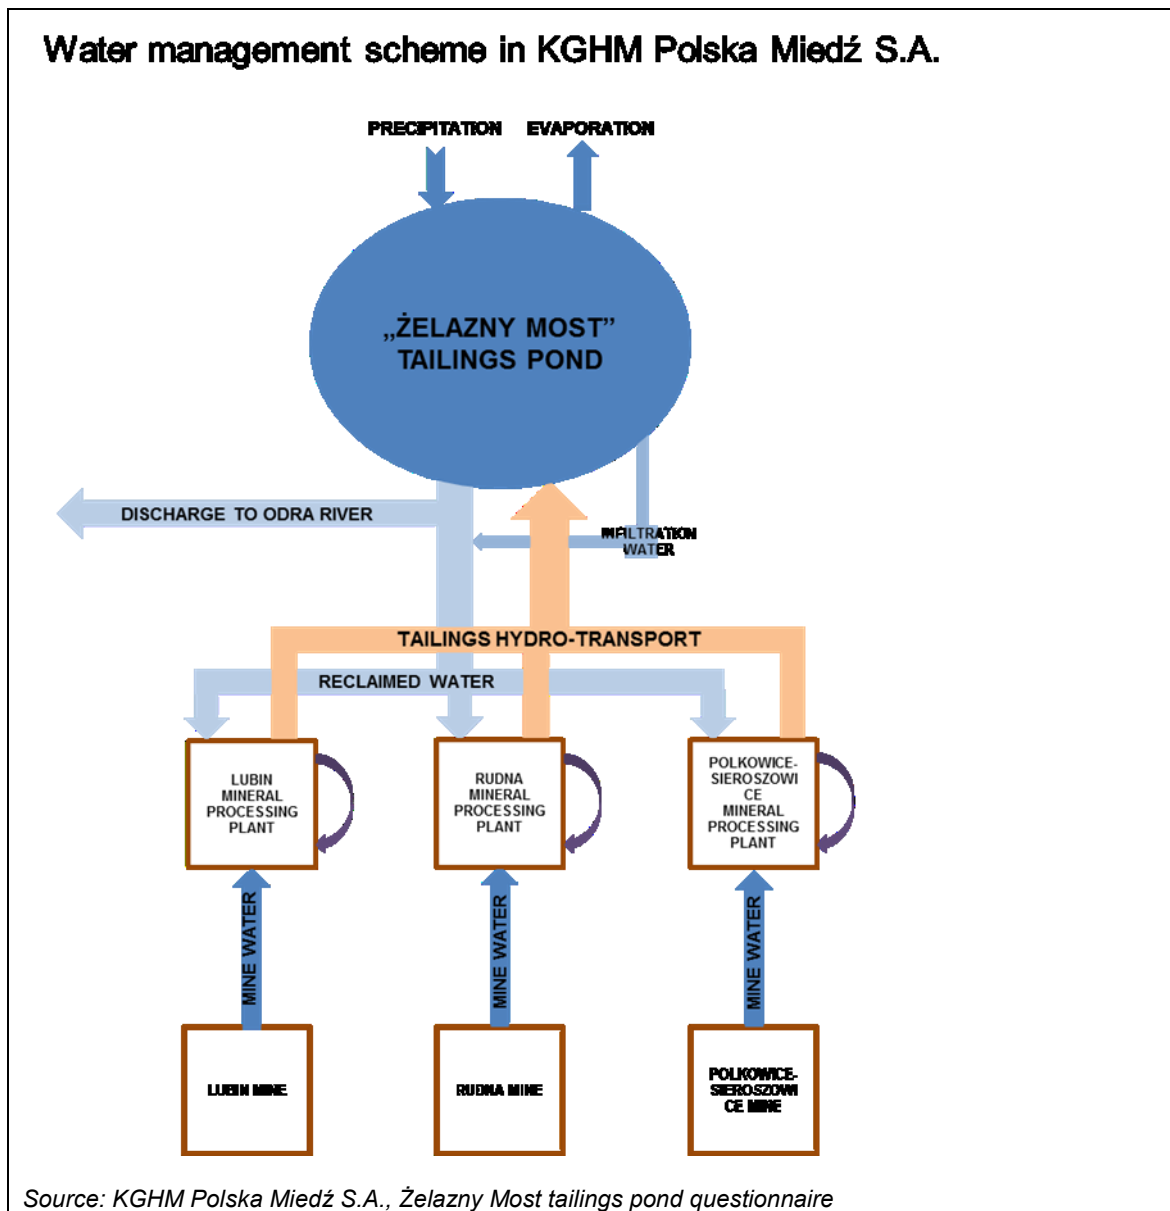 Water management scheme in KGHM Polska Miedź S.A.
PRECIPITATION
EVAPORATION
„ŻELAZNY MOST”
TAILINGS POND
DISCHARGE TO ODRA RIVER
INFILTRATION
WATER
TAILINGS HYDRO-TRANSPORT
RECLAIMED WATER
LUBIN
MINERAL
PROCESSING
PLANT
RUDNA
MINERAL
PROCESSING
PLANT
POLKOWICE-
SIEROSZOWI
CE
MINERAL
PROCESSING
PLANT
MINE WATER
MINE WATER
MINE WATER
LUBIN MINE
RUDNA MINE
POLKOWICE-
SIEROSZOWI
CE MINE
Source: KGHM Polska Miedź S.A., Żelazny Most tailings pond questionnaire